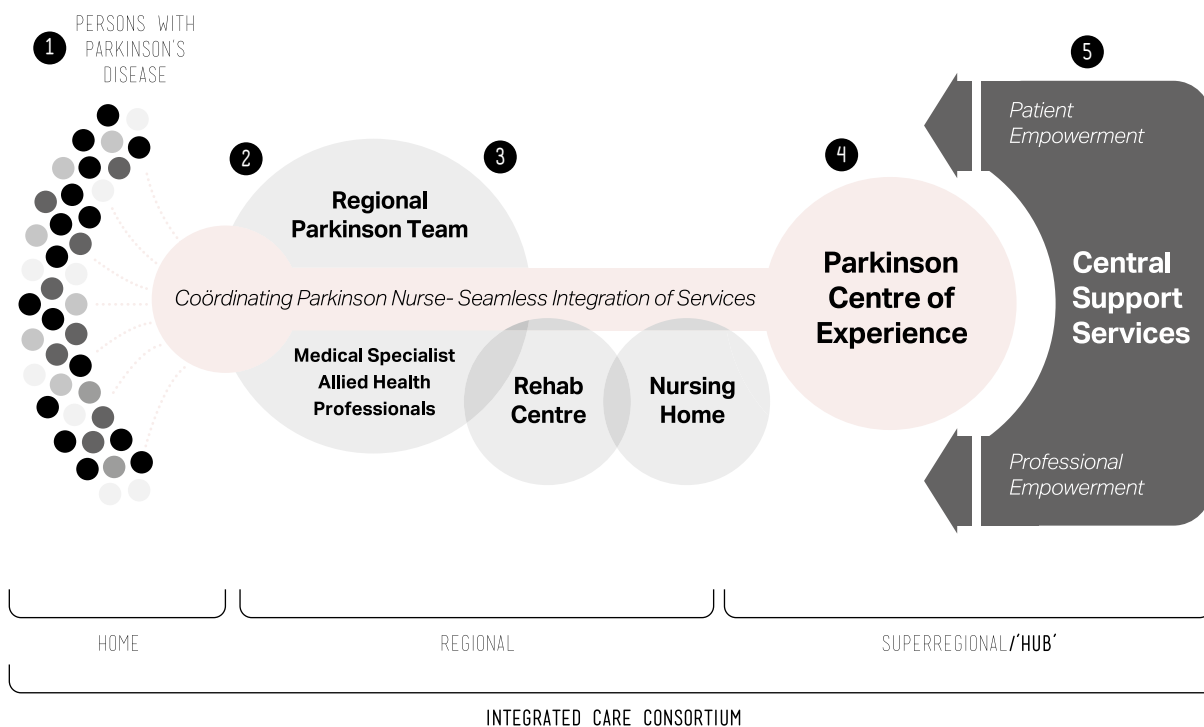 1
PERSONS WITH
PARKINSON'S
DISEASE
2
3
4
5
Regional
Parkinson Team
Coördinating Parkinson Nurse- Seamless Integration of Services
Medical Specialist
Allied Health
Professionals
Rehab
Centre
Nursing
Home
Parkinson
Centre of
Experience
Patient
Empowerment
Central
Support
Services
Professional
Empowerment
HOME
REGIONAL
SUPERREGIONAL/'HUB'
INTEGRATED CARE CONSORTIUM